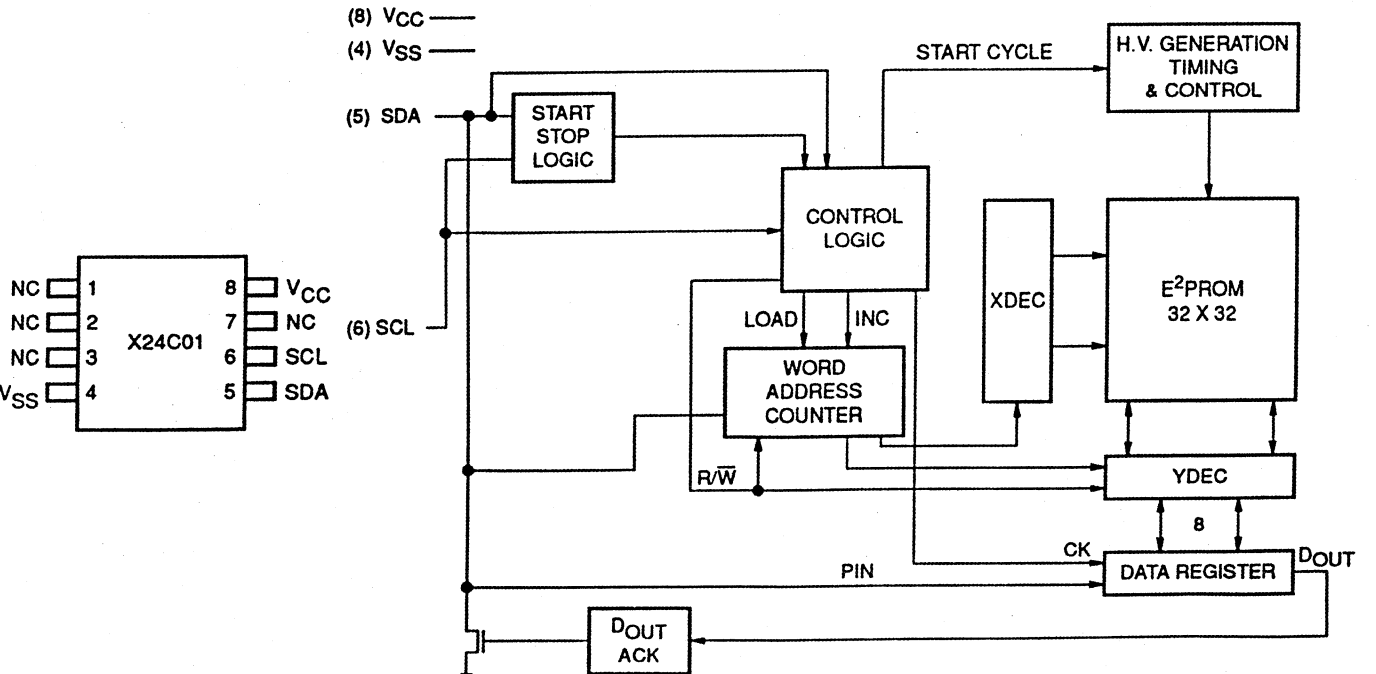 NC 1
NC 2
NC 3
VSS 4
X24C01
8 VCC
7 NC
6 SCL
5 SDA
(8) VCC
(4) VSS
(5) SDA
(6) SCL
START
STOP
LOGIC
START CYCLE
H.V. GENERATION
TIMING
& CONTROL
CONTROL
LOGIC
LOAD
INC
WORD
ADDRESS
COUNTER
XDEC
E²PROM
32 X 32
R/W̅
YDEC
8
CK
PIN
DATA REGISTER
DOUT
DOUT
ACK